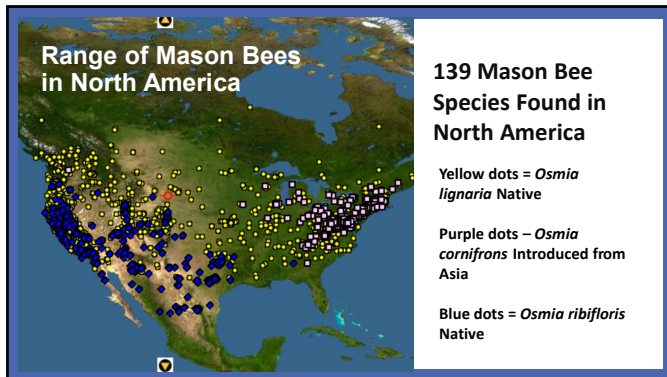 Range of Mason Bees
in North America
139 Mason Bee
Species Found in
North America
Yellow dots = Osmia
lignaria Native
Purple dots – Osmia
cornifrons Introduced from
Asia
Blue dots = Osmia ribifloris
Native